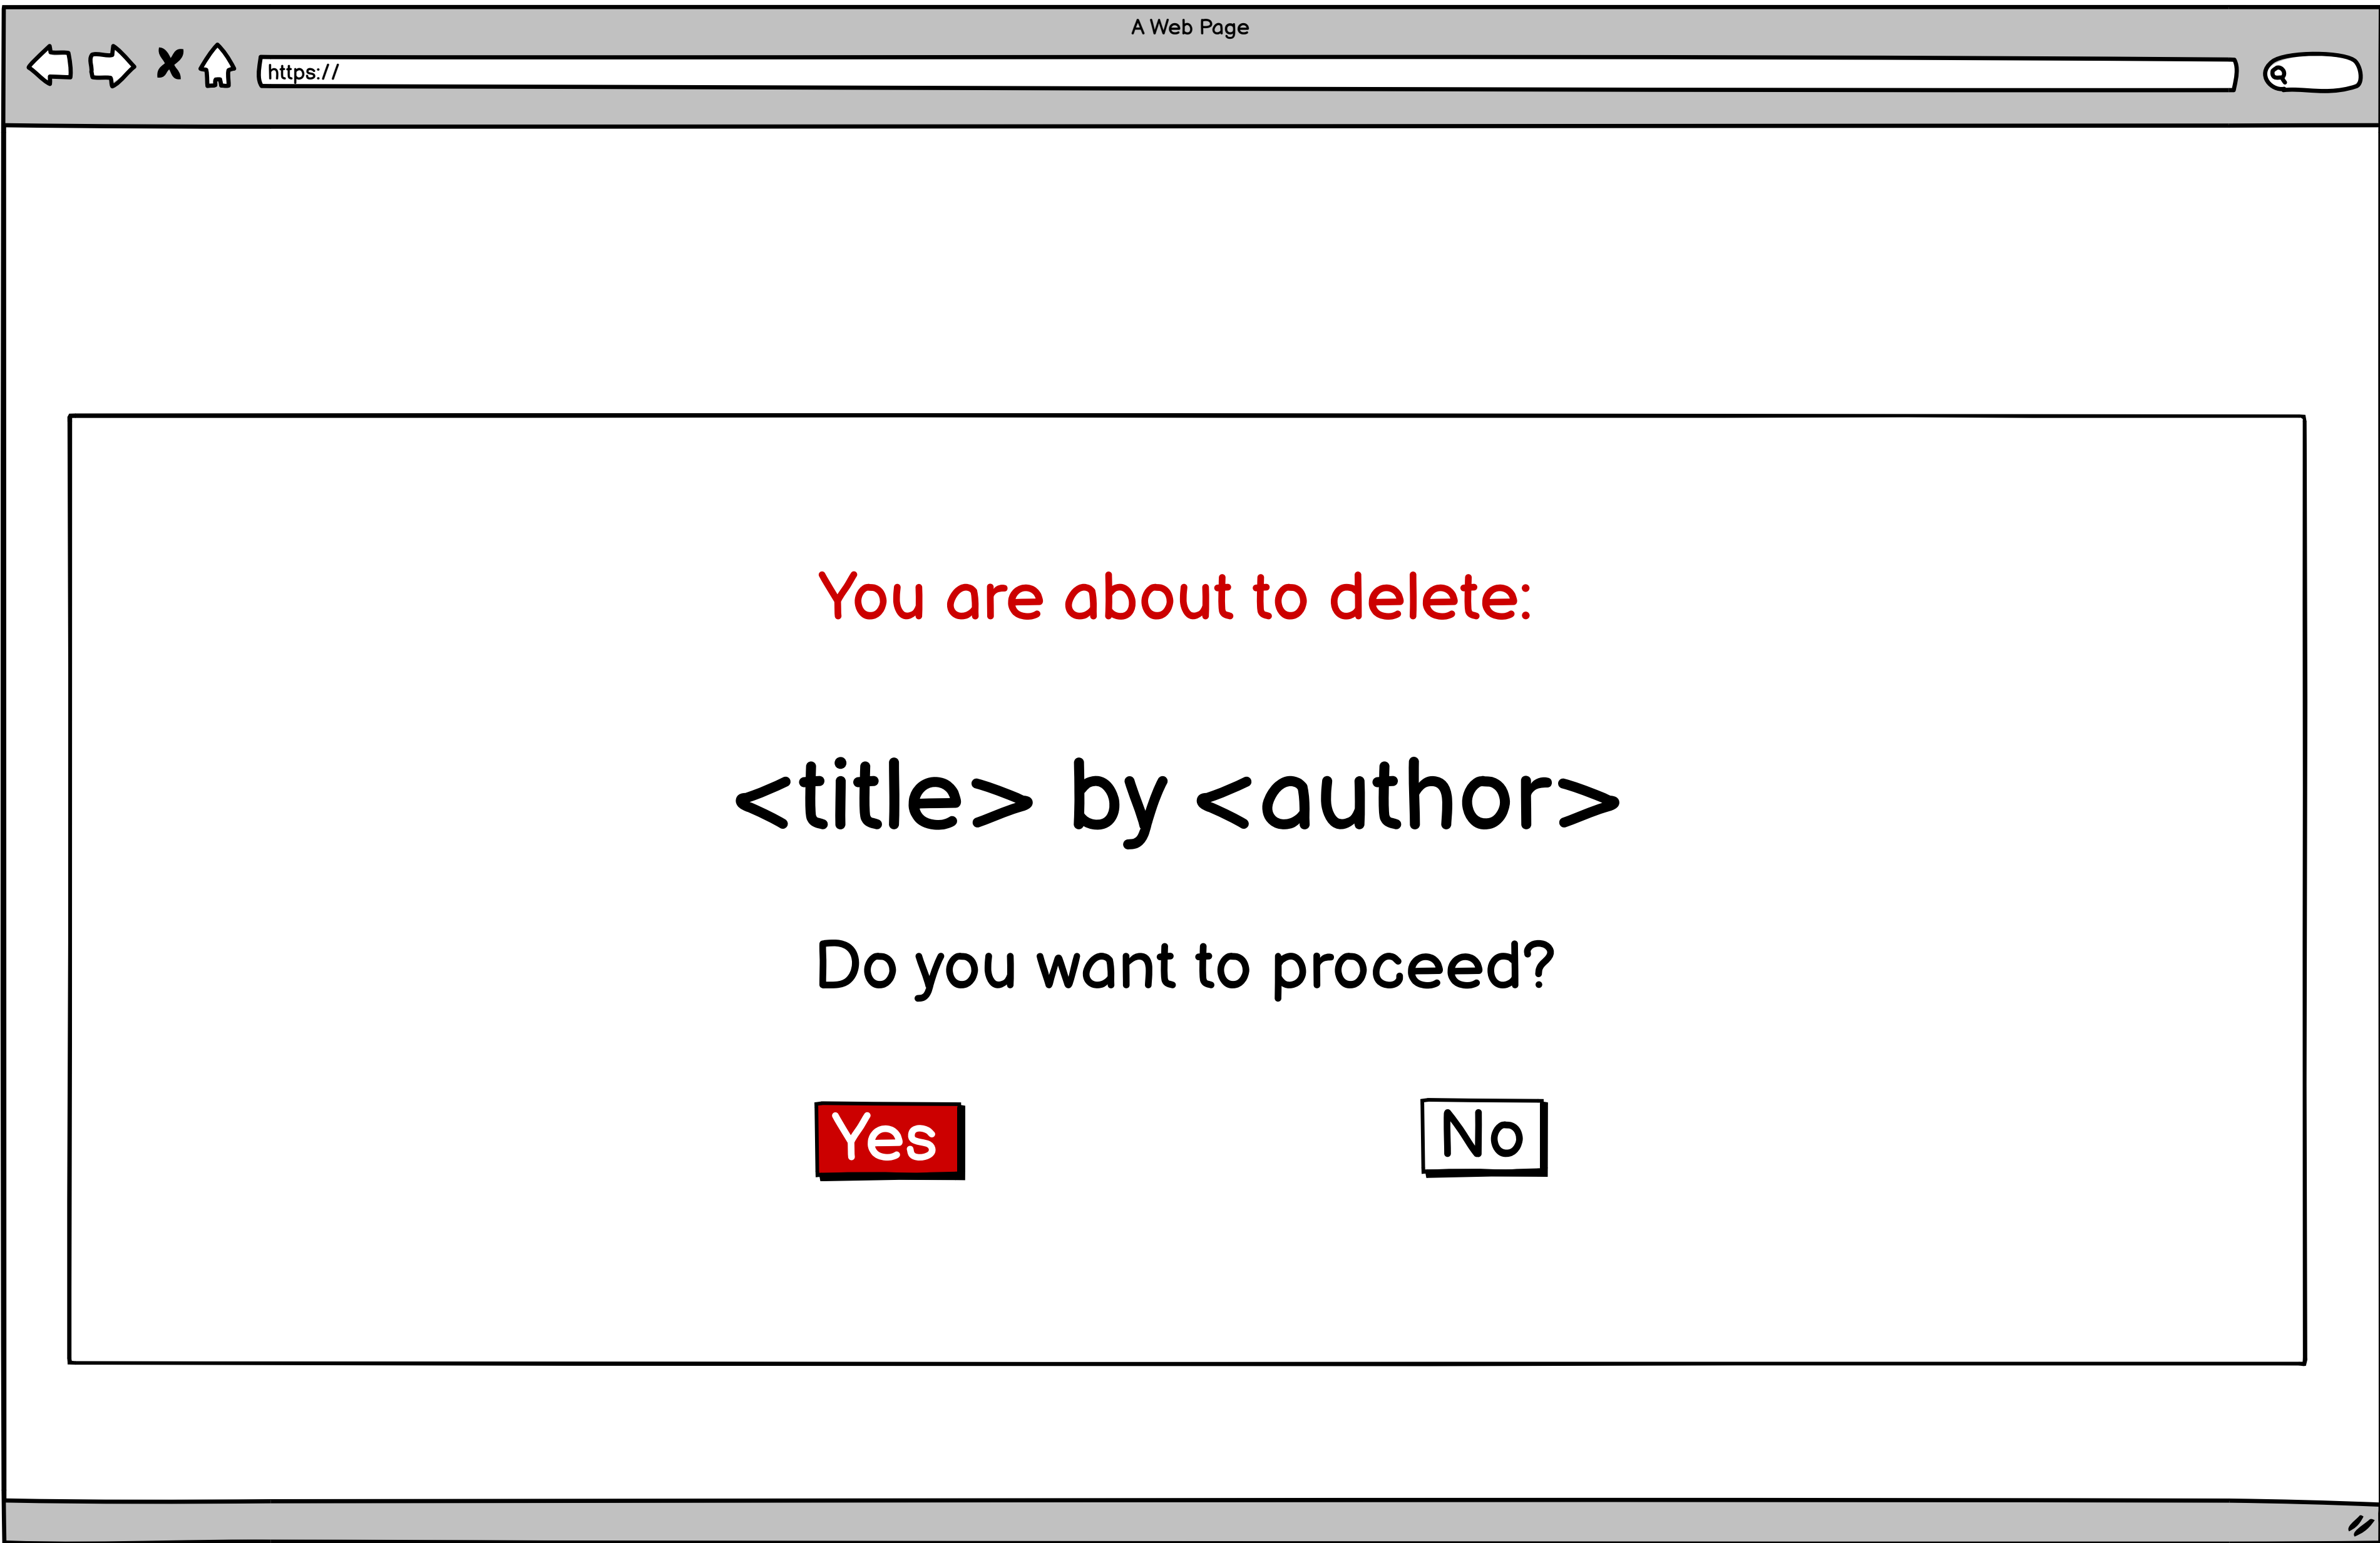 A Web Page
https://
You are about to delete:
<title> by <author>
Do you want to proceed?
Yes
No